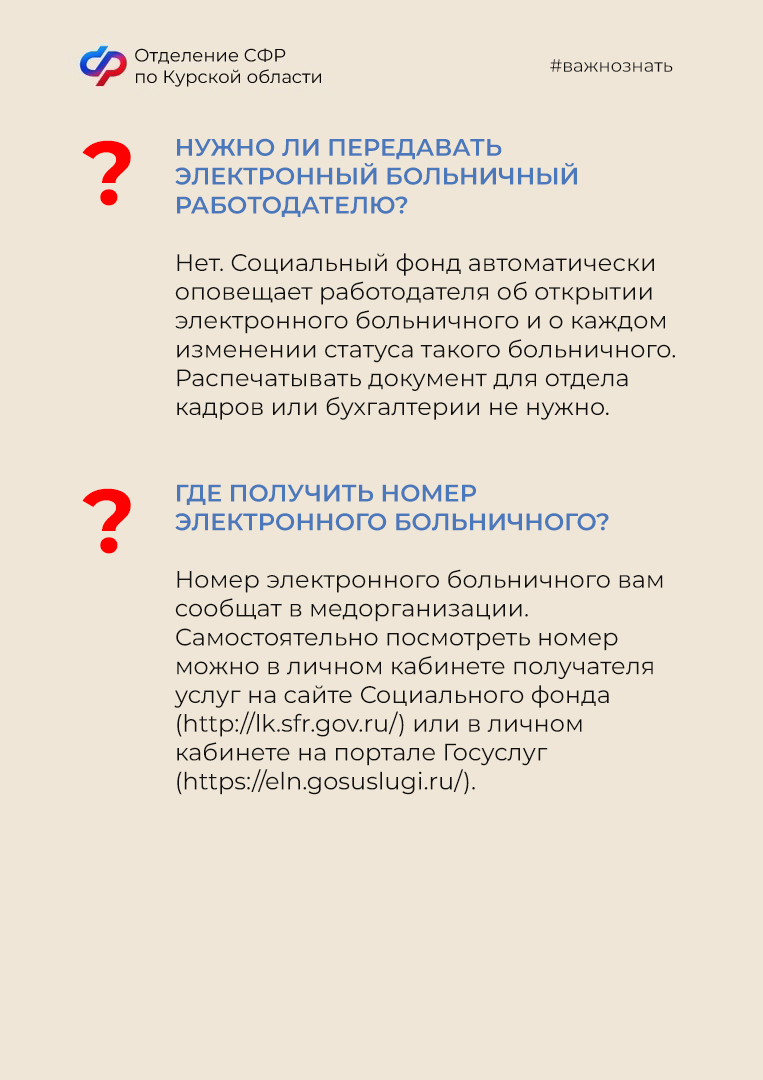 Отделение СФР
по Курской области
#важнознать
?
НУЖНО ЛИ ПЕРЕДАВАТЬ
ЭЛЕКТРОННЫЙ БОЛЬНИЧНЫЙ
РАБОТОДАТЕЛЮ?
Нет. Социальный фонд автоматически
оповещает работодателя об открытии
электронного больничного и о каждом
изменении статуса такого больничного.
Распечатывать документ для отдела
кадров или бухгалтерии не нужно.
?
ГДЕ ПОЛУЧИТЬ НОМЕР
ЭЛЕКТРОННОГО БОЛЬНИЧНОГО?
Номер электронного больничного вам
сообщат в медорганизации.
Самостоятельно посмотреть номер
можно в личном кабинете получателя
услуг на сайте Социального фонда
(http://lk.sfr.gov.ru/) или в личном
кабинете на портале Госуслуг
(https://eln.gosuslugi.ru/).